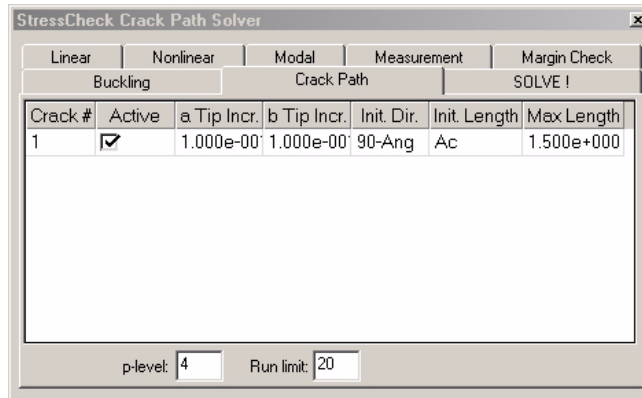 StressCheck Crack Path Solver
Linear Nonlinear Modal Measurement Margin Check
Buckling Crack Path SOLVE !
Crack # Active a Tip Incr. b Tip Incr. Init. Dir. Init. Length Max Length
1 1.000e-00 1.000e-00 90-Ang Ac 1.500e+000
p-level: 4 Run limit: 20